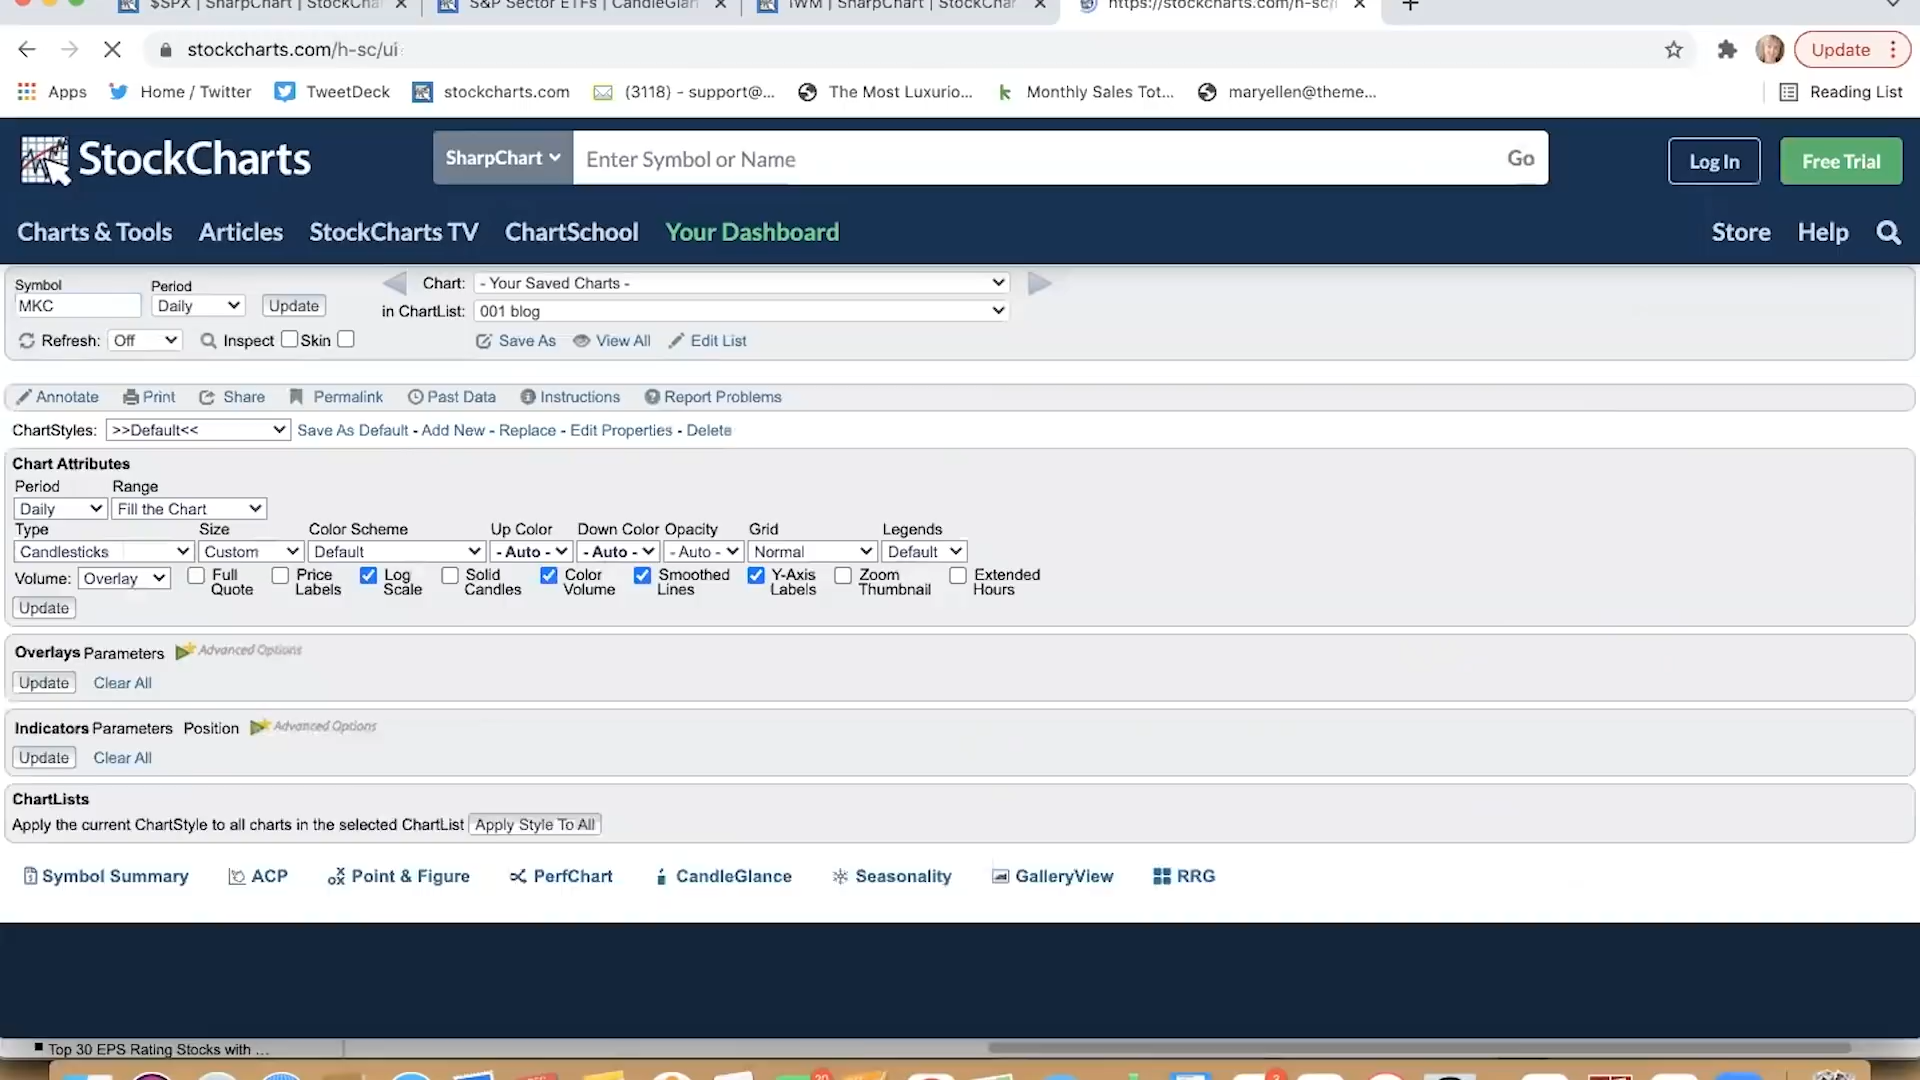 $SPX | SharpChart | StockChar
S&P Sector ETFs | CandleGlan
IWM | SharpChart | StockChar
https://stockcharts.com/h-sc/
stockcharts.com/h-sc/ui
Update
Apps
Home / Twitter
TweetDeck
stockcharts.com
(3118) - support@...
The Most Luxurio...
Monthly Sales Tot...
maryellen@theme...
Reading List
StockCharts
SharpChart
Enter Symbol or Name
Go
Log In
Free Trial
Charts & Tools Articles StockCharts TV ChartSchool Your Dashboard
Store Help
Symbol Period
MKC Daily Update
Chart: - Your Saved Charts -
in ChartList: 001 blog
Refresh: Off Inspect Skin
Save As View All Edit List
Annotate Print Share Permalink Past Data Instructions Report Problems
ChartStyles: >>Default<< Save As Default - Add New - Replace - Edit Properties - Delete
Chart Attributes
Period Range
Daily Fill the Chart
Type Size Color Scheme Up Color Down Color Opacity Grid Legends
Candlesticks Custom Default - Auto - - Auto - - Auto - Normal Default
Volume: Overlay Full Quote Price Labels Log Scale Solid Candles Color Volume Smoothed Lines Y-Axis Labels Zoom Thumbnail Extended Hours
Update
Overlays Parameters Advanced Options
Update Clear All
Indicators Parameters Position Advanced Options
Update Clear All
ChartLists
Apply the current ChartStyle to all charts in the selected ChartList Apply Style To All
Symbol Summary ACP Point & Figure PerfChart CandleGlance Seasonality GalleryView RRG
Top 30 EPS Rating Stocks with ...
20
3